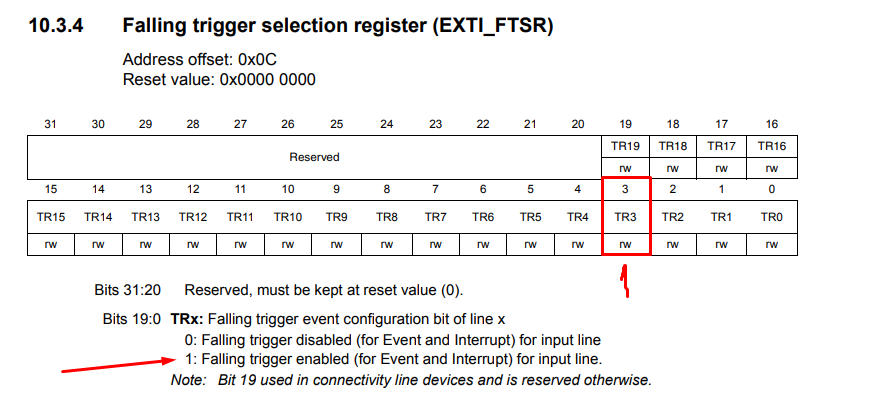 10.3.4 Falling trigger selection register (EXTI_FTSR)
Address offset: 0x0C
Reset value: 0x0000 0000
31 30 29 28 27 26 25 24 23 22 21 20 19 18 17 16
Reserved TR19 TR18 TR17 TR16
rw rw rw rw
15 14 13 12 11 10 9 8 7 6 5 4 3 2 1 0
TR15 TR14 TR13 TR12 TR11 TR10 TR9 TR8 TR7 TR6 TR5 TR4 TR3 TR2 TR1 TR0
rw rw rw rw rw rw rw rw rw rw rw rw rw rw rw rw
1
Bits 31:20 Reserved, must be kept at reset value (0).
Bits 19:0 TRx: Falling trigger event configuration bit of line x
0: Falling trigger disabled (for Event and Interrupt) for input line
1: Falling trigger enabled (for Event and Interrupt) for input line.
Note: Bit 19 used in connectivity line devices and is reserved otherwise.